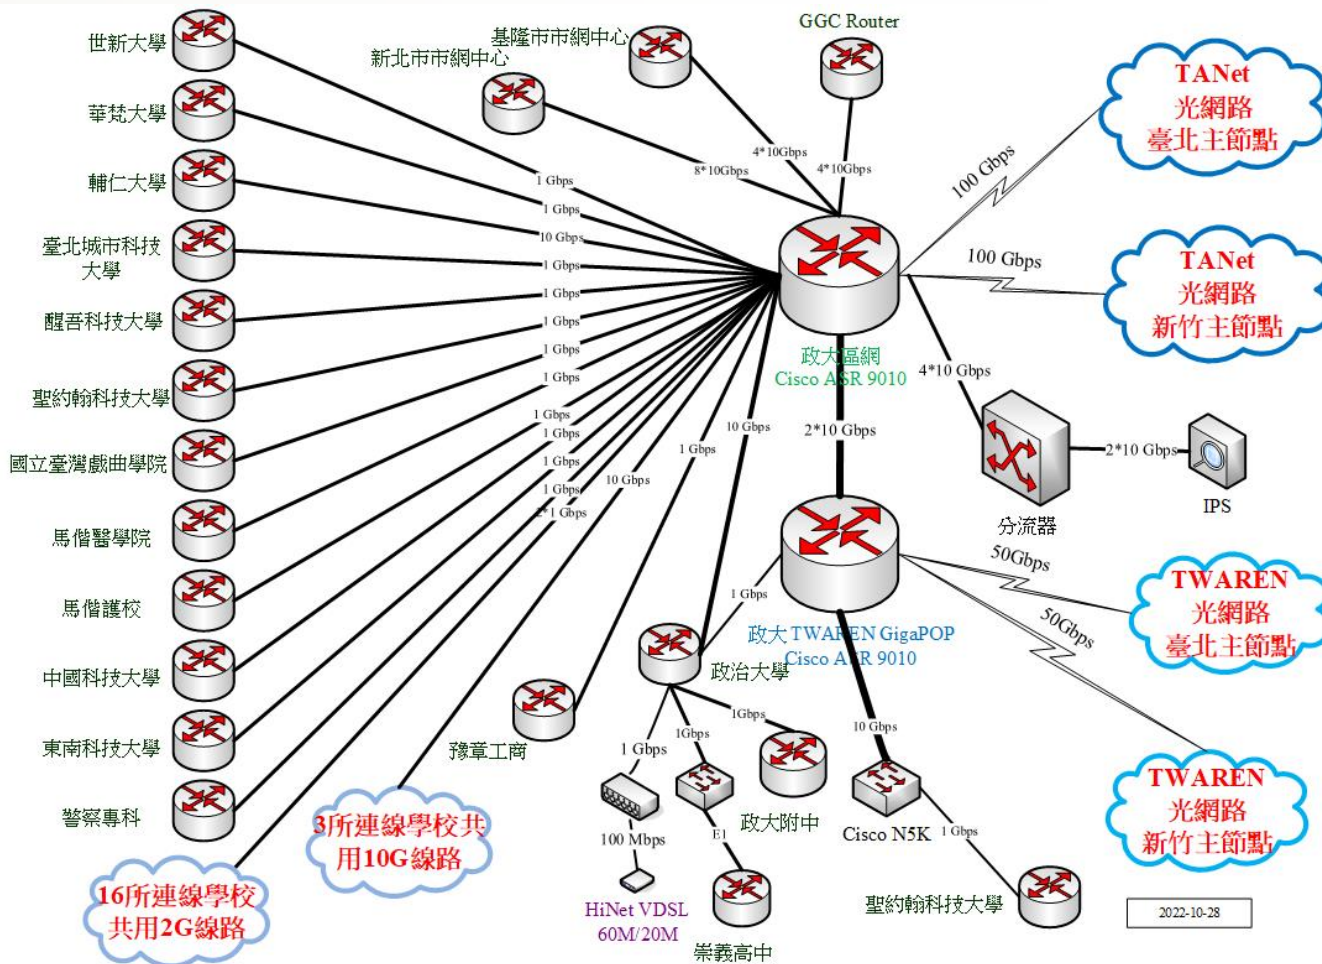 世新大學
華梵大學
輔仁大學
臺北城市科技
大學
醒吾科技大學
聖約翰科技大學
國立臺灣戲曲學院
馬偕醫學院
馬偕護校
中國科技大學
東南科技大學
警察專科
16所連線學校
共用2G線路
3所連線學校共
用10G線路
新北市市網中心
基隆市市網中心
GGC Router
8*10Gbps
4*10Gbps
4*10Gbps
1 Gbps
1 Gbps
10 Gbps
1 Gbps
1 Gbps
1 Gbps
1 Gbps
1 Gbps
1 Gbps
1 Gbps
1 Gbps
1 Gbps
2*1 Gbps
10 Gbps
1 Gbps
10 Gbps
政大區網
Cisco ASR 9010
2*10 Gbps
100 Gbps
100 Gbps
TANet
光網路
臺北主節點
TANet
光網路
新竹主節點
4*10 Gbps
分流器
2*10 Gbps
IPS
政大 TWAREN GigaPOP
Cisco ASR 9010
50Gbps
50Gbps
TWAREN
光網路
臺北主節點
TWAREN
光網路
新竹主節點
1 Gbps
政治大學
豫章工商
1 Gbps
1Gbps
1Gbps
100 Mbps
HiNet VDSL
60M/20M
E1
崇義高中
政大附中
10 Gbps
Cisco N5K
1 Gbps
聖約翰科技大學
2022-10-28